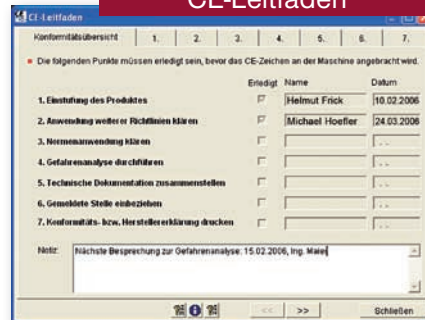 CE-Leitfaden
CE-Leitfaden
Konformitätsübersicht 1. 2. 3. 4. 5. 6. 7.
Die folgenden Punkte müssen erledigt sein, bevor das CE-Zeichen an der Maschine angebracht wird.
Erledigt Name Datum
1. Einstufung des Produktes Helmut Frick 10.02.2006
2. Anwendung weiterer Richtlinien klären Michael Hoefler 24.03.2006
3. Normenanwendung klären . .
4. Gefahrenanalyse durchführen . .
5. Technische Dokumentation zusammenstellen . .
6. Gemeldete Stelle einbeziehen . .
7. Konformitäts- bzw. Herstellererklärung drucken . .
Notiz: Nächste Besprechung zur Gefahrenanalyse: 15.02.2006, Ing. Maier
<< >> Schließen